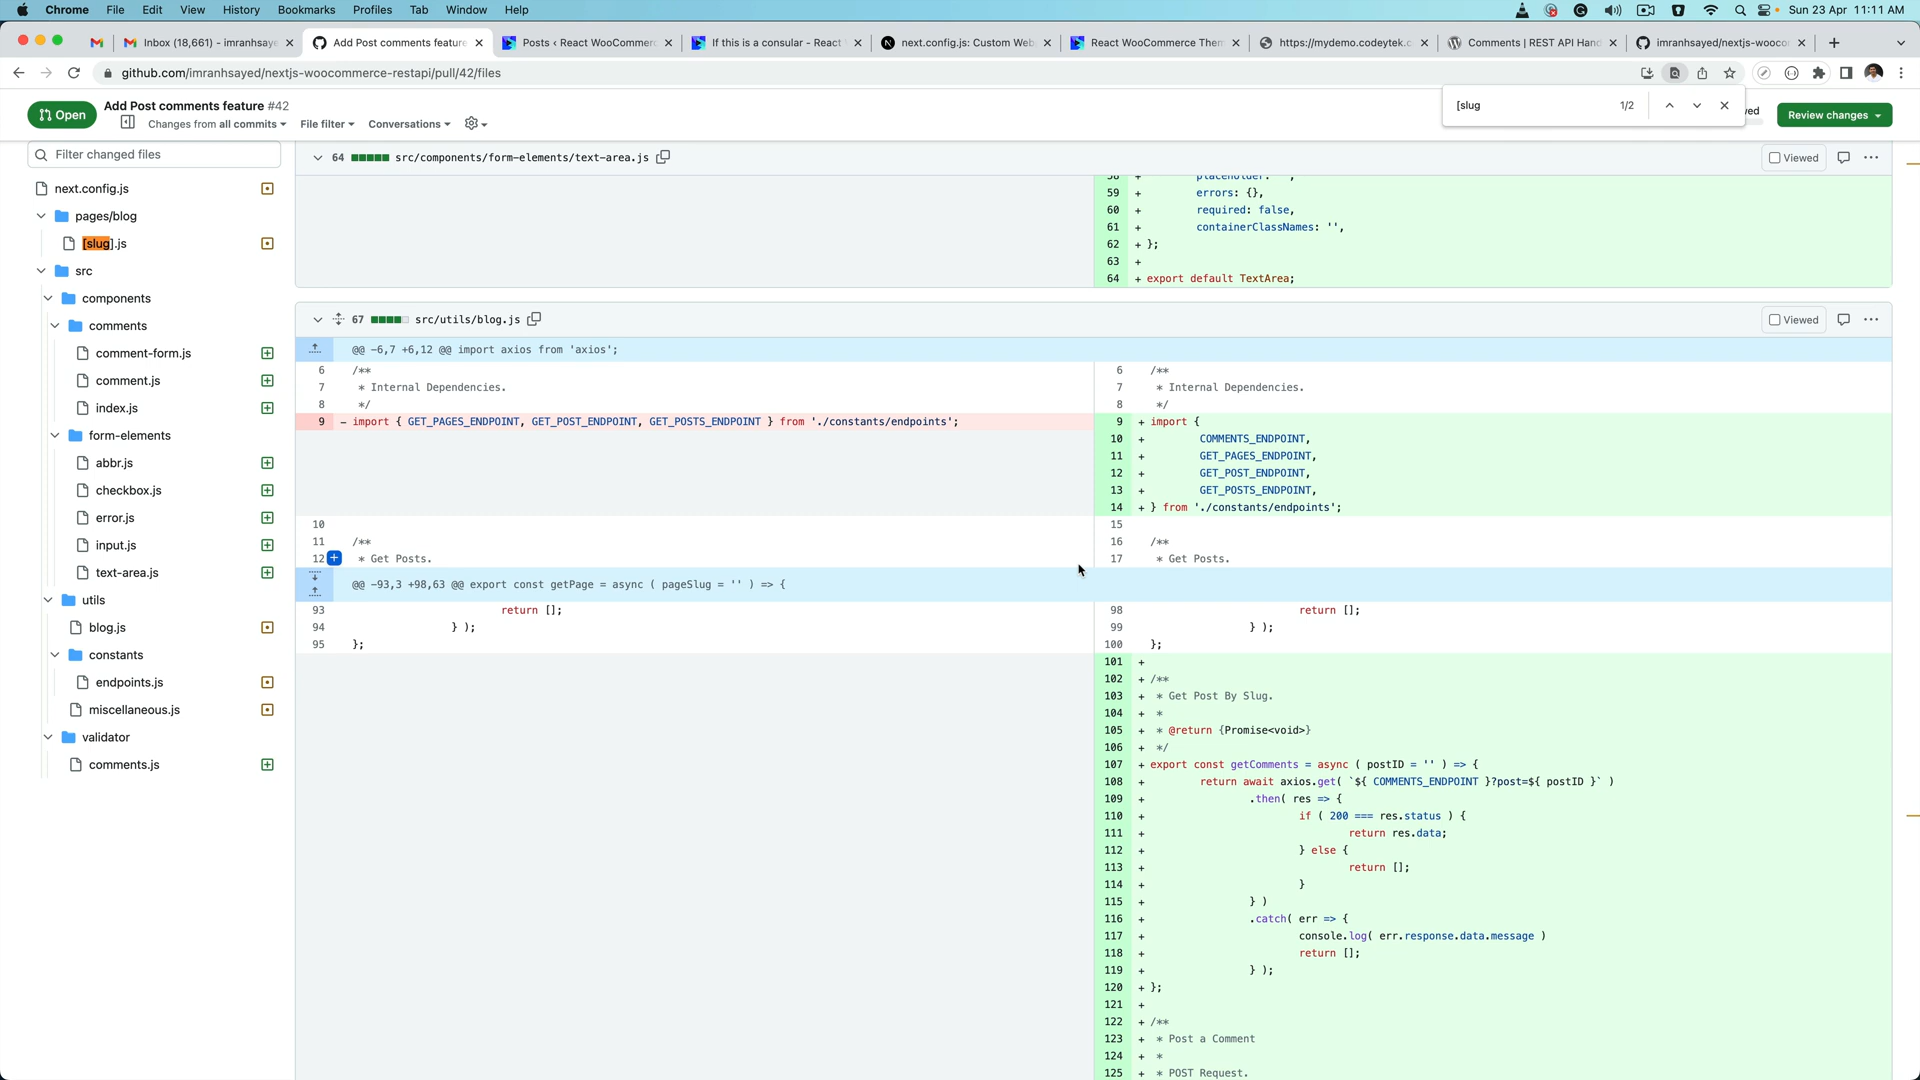 Chrome File Edit View History Bookmarks Profiles Tab Window Help Sun 23 Apr 11:11 AM
Inbox (18,661) - imranhsaye Add Post comments feature Posts ‹ React WooCommerc If this is a consular - React next.config.js: Custom Web React WooCommerce Them https://mydemo.codeytek.c Comments | REST API Hand imranhsayed/nextjs-wooco
github.com/imranhsayed/nextjs-woocommerce-restapi/pull/42/files
[slug 1/2
Open Add Post comments feature #42
Changes from all commits File filter Conversations
Review changes
Filter changed files
next.config.js
pages/blog
[slug].js
src
components
comments
comment-form.js
comment.js
index.js
form-elements
abbr.js
checkbox.js
error.js
input.js
text-area.js
utils
blog.js
constants
endpoints.js
miscellaneous.js
validator
comments.js
64 src/components/form-elements/text-area.js Viewed
58 + placeholder: '',
59 + errors: {},
60 + required: false,
61 + containerClassNames: '',
62 + };
63 +
64 + export default TextArea;
67 src/utils/blog.js Viewed
@@ -6,7 +6,12 @@ import axios from 'axios';
6 /** 6 /**
7 * Internal Dependencies. 7 * Internal Dependencies.
8 */ 8 */
9 - import { GET_PAGES_ENDPOINT, GET_POST_ENDPOINT, GET_POSTS_ENDPOINT } from './constants/endpoints'; 9 + import {
10 + COMMENTS_ENDPOINT,
11 + GET_PAGES_ENDPOINT,
12 + GET_POST_ENDPOINT,
13 + GET_POSTS_ENDPOINT,
14 + } from './constants/endpoints';
10 15
11 /** 16 /**
12 + * Get Posts. 17 * Get Posts.
@@ -93,3 +98,63 @@ export const getPage = async ( pageSlug = '' ) => {
93 return []; 98 return [];
94 } ); 99 } );
95 }; 100 };
101 +
102 + /**
103 + * Get Post By Slug.
104 + *
105 + * @return {Promise<void>}
106 + */
107 + export const getComments = async ( postID = '' ) => {
108 + return await axios.get( `${ COMMENTS_ENDPOINT }?post=${ postID }` )
109 + .then( res => {
110 + if ( 200 === res.status ) {
111 + return res.data;
112 + } else {
113 + return [];
114 + }
115 + } )
116 + .catch( err => {
117 + console.log( err.response.data.message )
118 + return [];
119 + } );
120 + };
121 +
122 + /**
123 + * Post a Comment
124 + *
125 + * POST Request.